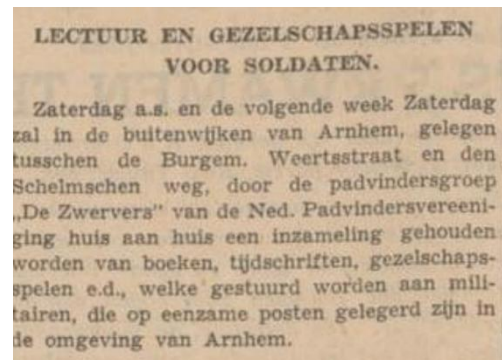 LECTUUR EN GEZELSCHAPSSPELEN
VOOR SOLDATEN.
Zaterdag a.s. en de volgende week Zaterdag
zal in de buitenwijken van Arnhem, gelegen
tusschen de Burgem. Weertsstraat en den
Schelmschen weg, door de padvindersgroep
„De Zwervers” van de Ned. Padvindersvereeni-
ging huis aan huis een inzameling gehouden
worden van boeken, tijdschriften, gezelschaps-
spelen e.d., welke gestuurd worden aan mili-
tairen, die op eenzame posten gelegerd zijn in
de omgeving van Arnhem.